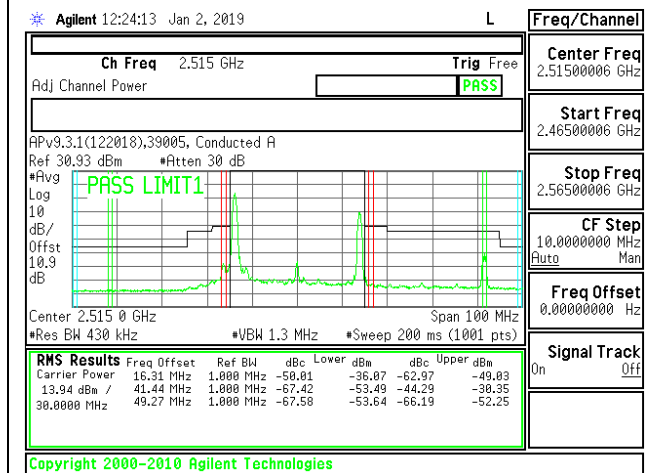 Agilent 12:24:13 Jan 2, 2019 L Freq/Channel
Ch Freq 2.515 GHz Trig Free
Adj Channel Power PASS
APv9.3.1(122018),39005, Conducted A
Ref 30.93 dBm #Atten 30 dB
#Avg
Log
10
dB/
Offst
10.9
dB
PASS LIMIT1
Center 2.515 0 GHz Span 100 MHz
#Res BW 430 kHz #VBW 1.3 MHz #Sweep 200 ms (1001 pts)
RMS Results Freq Offset Ref BW dBc Lower dBm dBc Upper dBm
Carrier Power 16.31 MHz 1.000 MHz -50.01 -36.07 -62.97 -49.03
13.94 dBm / 41.44 MHz 1.000 MHz -67.42 -53.49 -44.29 -30.35
30.0000 MHz 49.27 MHz 1.000 MHz -67.58 -53.64 -66.19 -52.25
Center Freq
2.51500006 GHz
Start Freq
2.46500006 GHz
Stop Freq
2.56500006 GHz
CF Step
10.0000000 MHz
Auto Man
Freq Offset
0.00000000 Hz
Signal Track
On Off
Copyright 2000-2010 Agilent Technologies